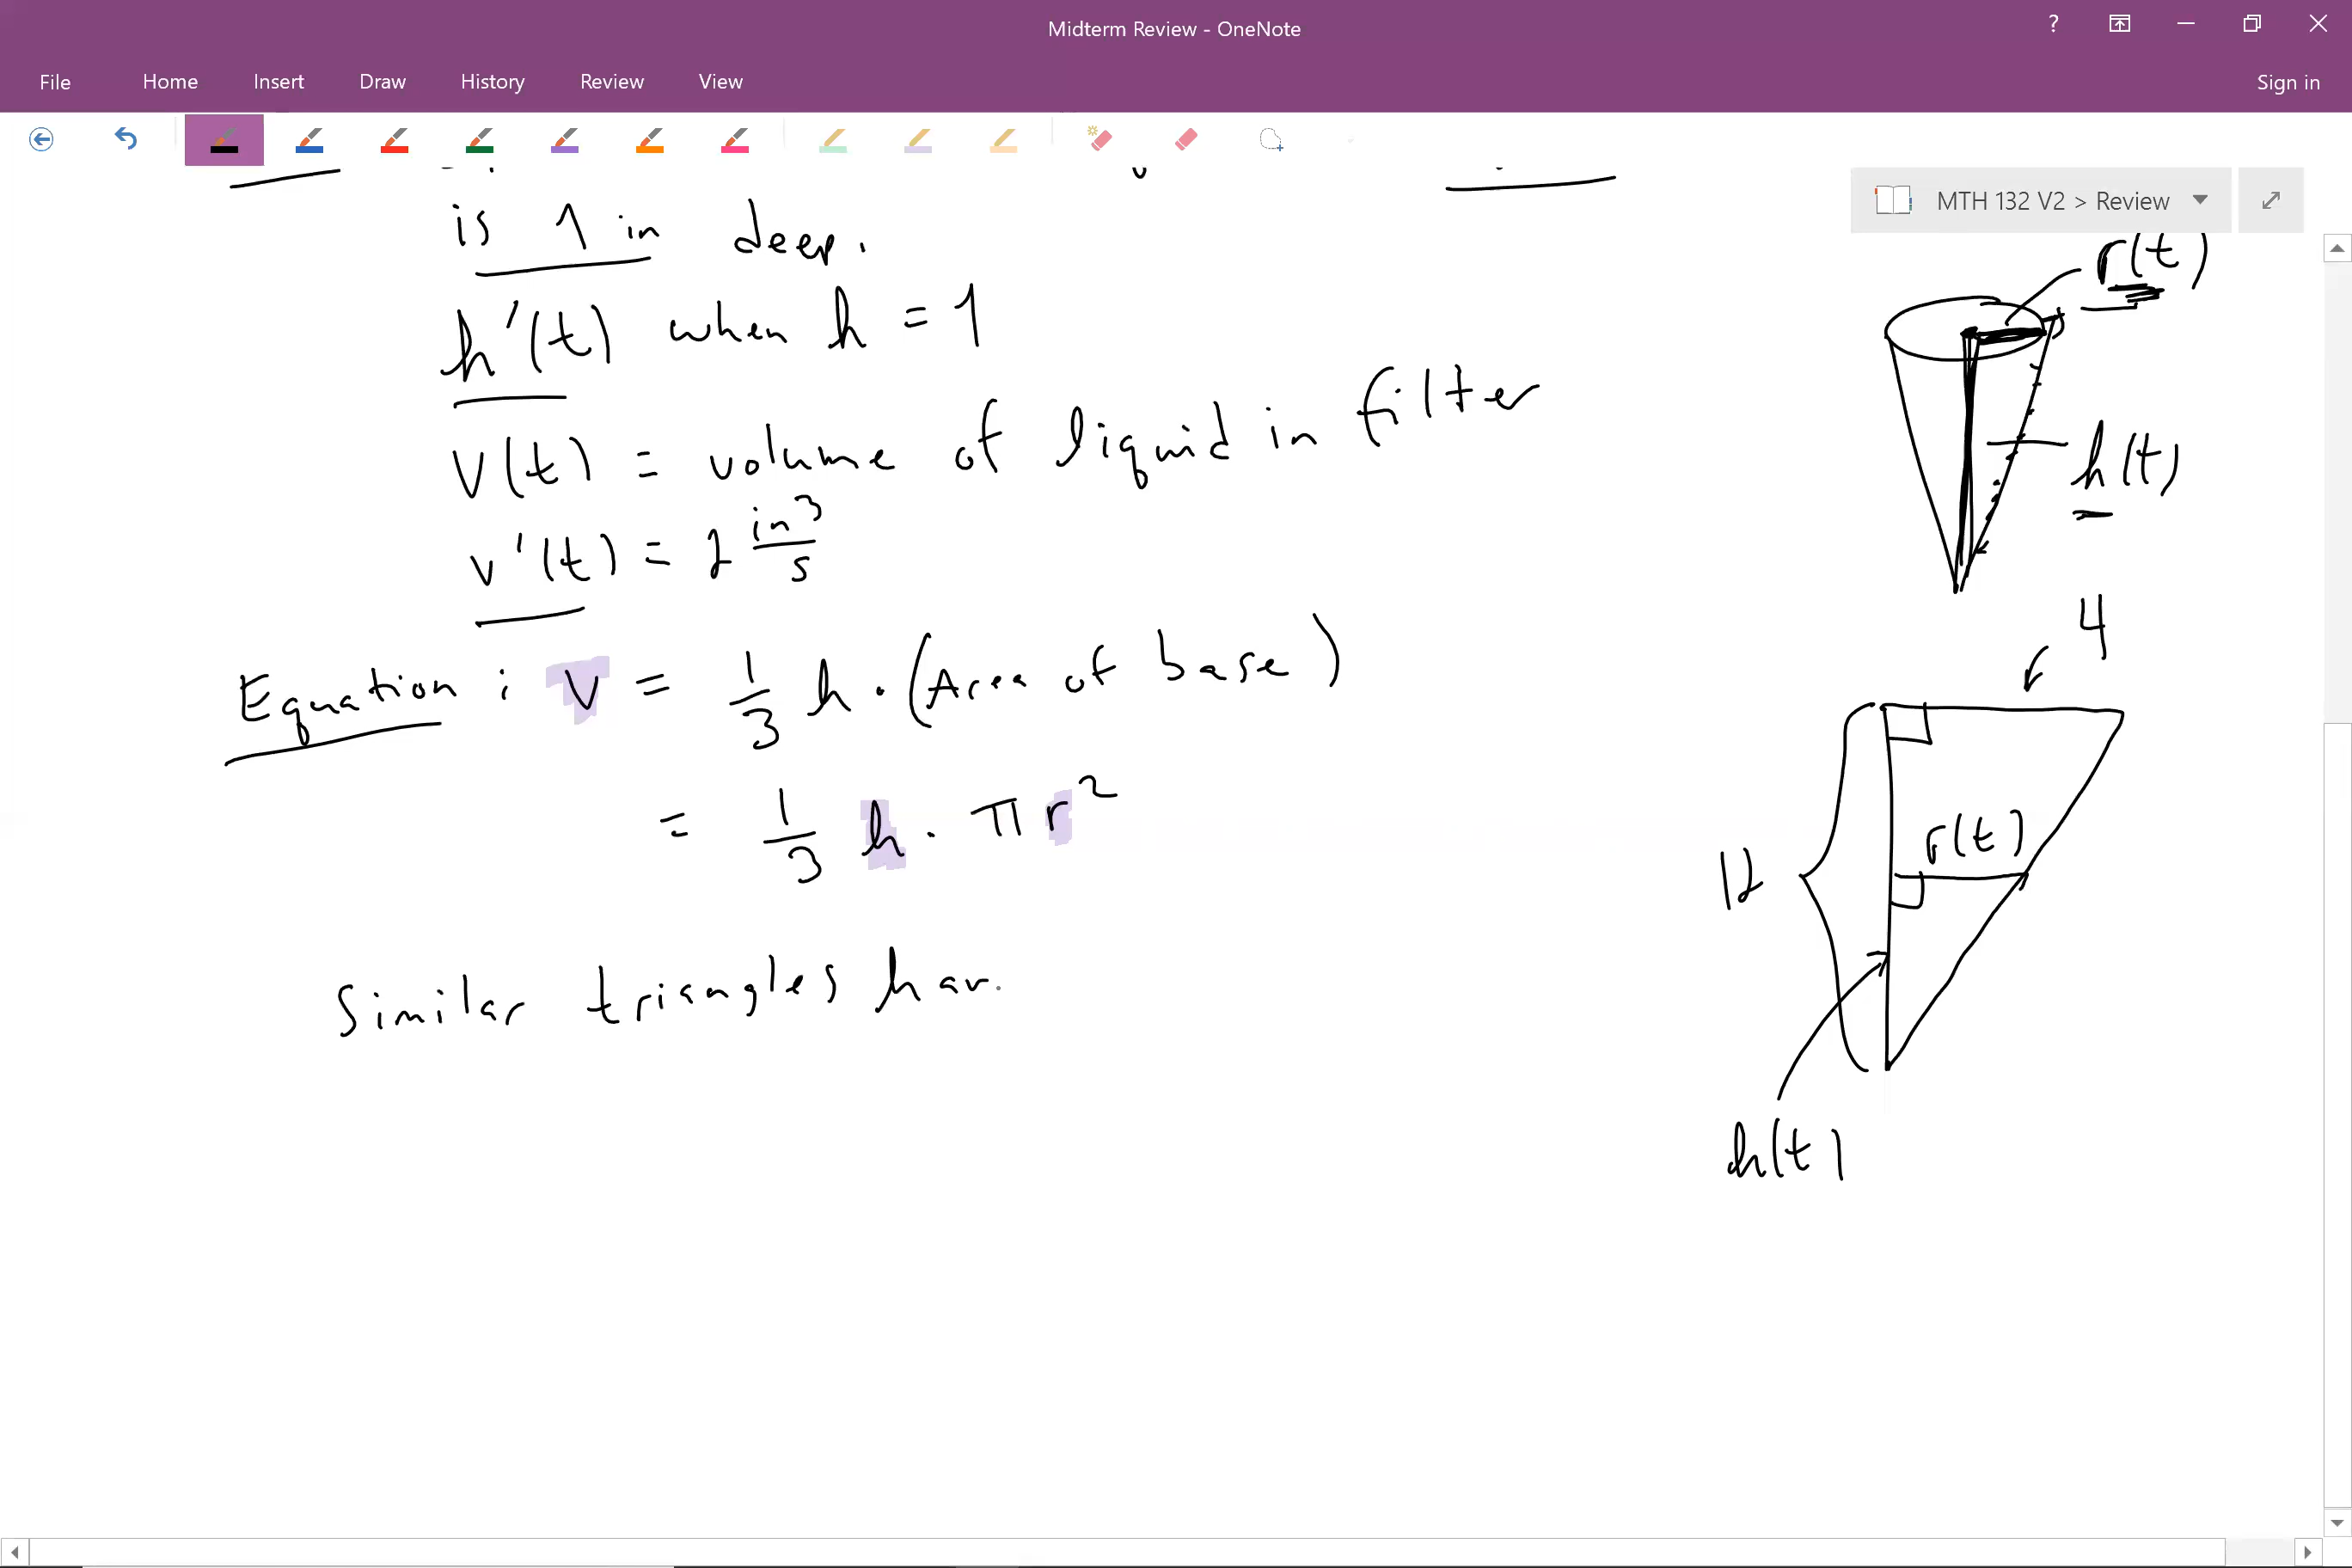 Midterm Review - OneNote
?
File Home Insert Draw History Review View
Sign in
MTH 132 V2 > Review
is 1 in deep.
h'(t) when h = 1
V(t) = volume of liquid in filter
V'(t) = 2 in³/s
Equation : V = 1/3 h · (Area of base)
= 1/3 h · π r²
Similar triangles hav
r(t)
h(t)
4
r(t)
12
h(t)